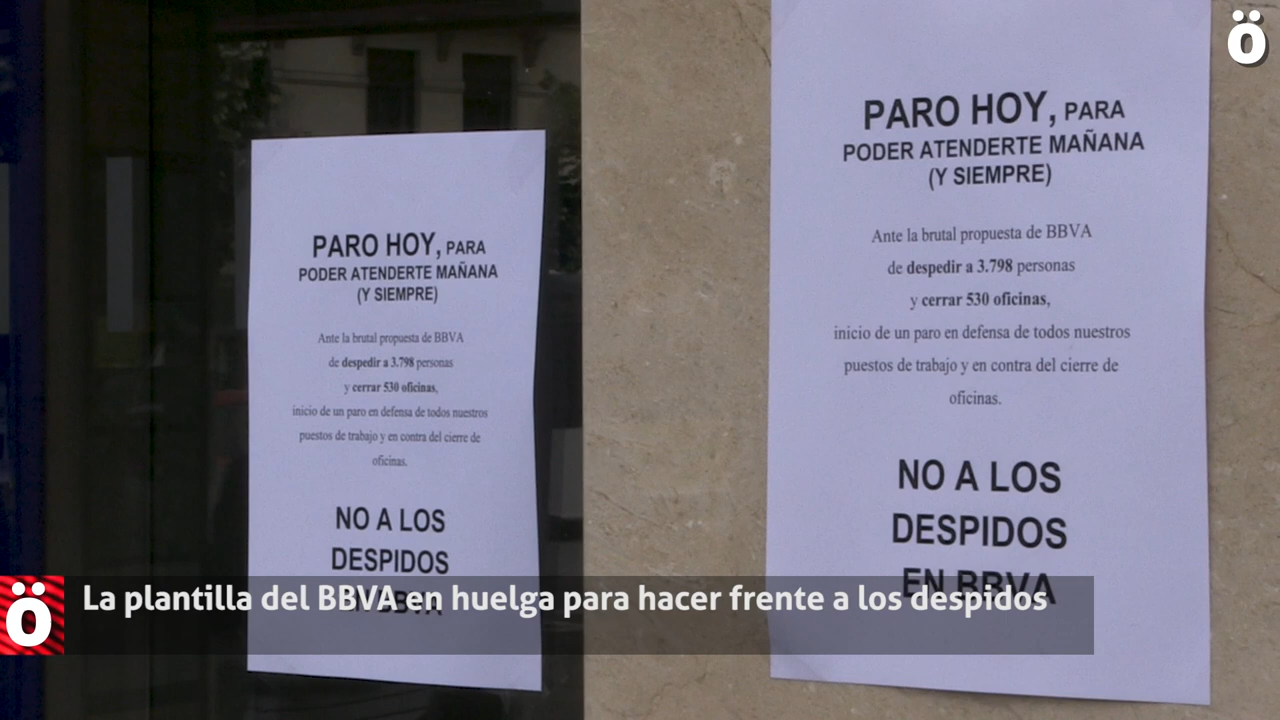 ö
PARO HOY, PARA
PODER ATENDERTE MAÑANA
(Y SIEMPRE)
Ante la brutal propuesta de BBVA
de despedir a 3.798 personas
y cerrar 530 oficinas,
inicio de un paro en defensa de todos nuestros
puestos de trabajo y en contra del cierre de
oficinas.
NO A LOS
DESPIDOS
EN BBVA
PARO HOY, PARA
PODER ATENDERTE MAÑANA
(Y SIEMPRE)
Ante la brutal propuesta de BBVA
de despedir a 3.798 personas
y cerrar 530 oficinas,
inicio de un paro en defensa de todos nuestros
puestos de trabajo y en contra del cierre de
oficinas.
NO A LOS
DESPIDOS
EN BBVA
ö
La plantilla del BBVA en huelga para hacer frente a los despidos